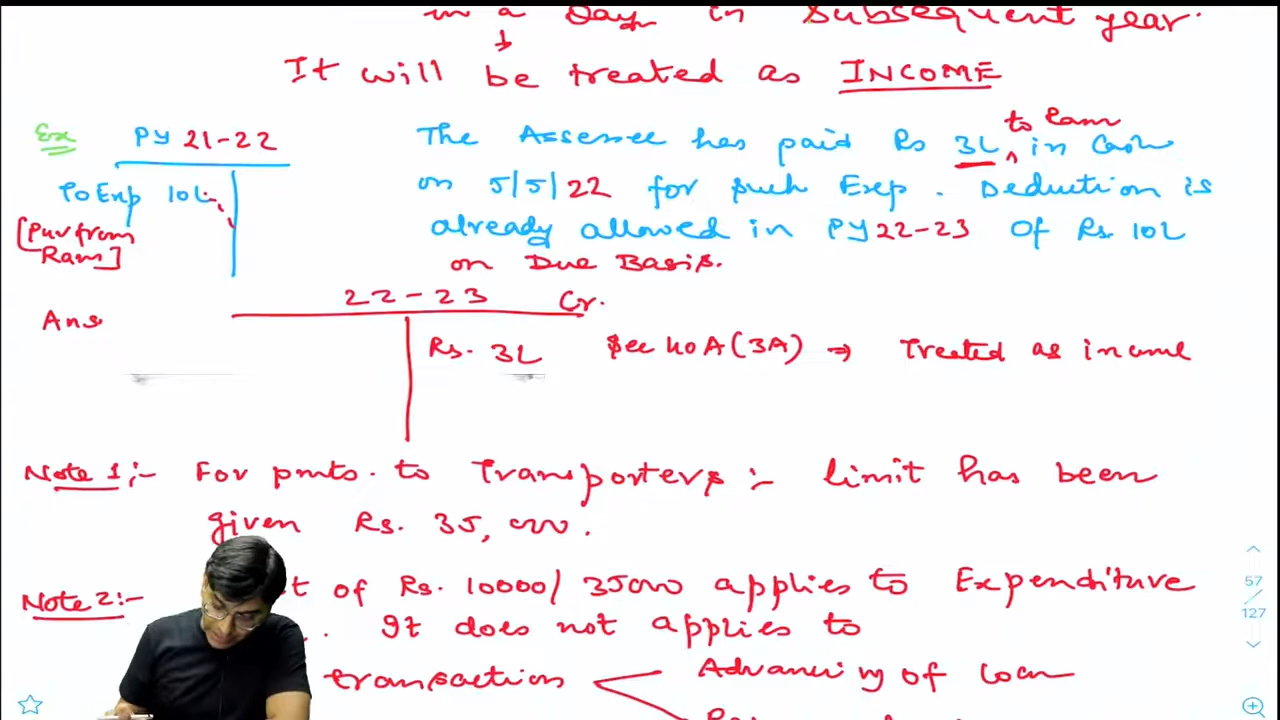 in a Day in Subsequent year.
It will be treated as INCOME
Ex PY 21-22
To Exp 10L
[Pur from Ram]
The Assessee has paid Rs 3L to Ram in Cash
on 5/5/22 for such Exp. Deduction is
already allowed in PY 22-23 Of Rs. 10L
on Due Basis.
Ans
22-23 Cr.
Rs. 3L Sec 40A(3A) → Treated as income
Note 1:- For pmts. to Transporters :- limit has been
given Rs. 35,000.
Note 2:- of Rs. 10000/35000 applies to Expenditure
It does not applies to
transaction Advancing of loan
57
/
127